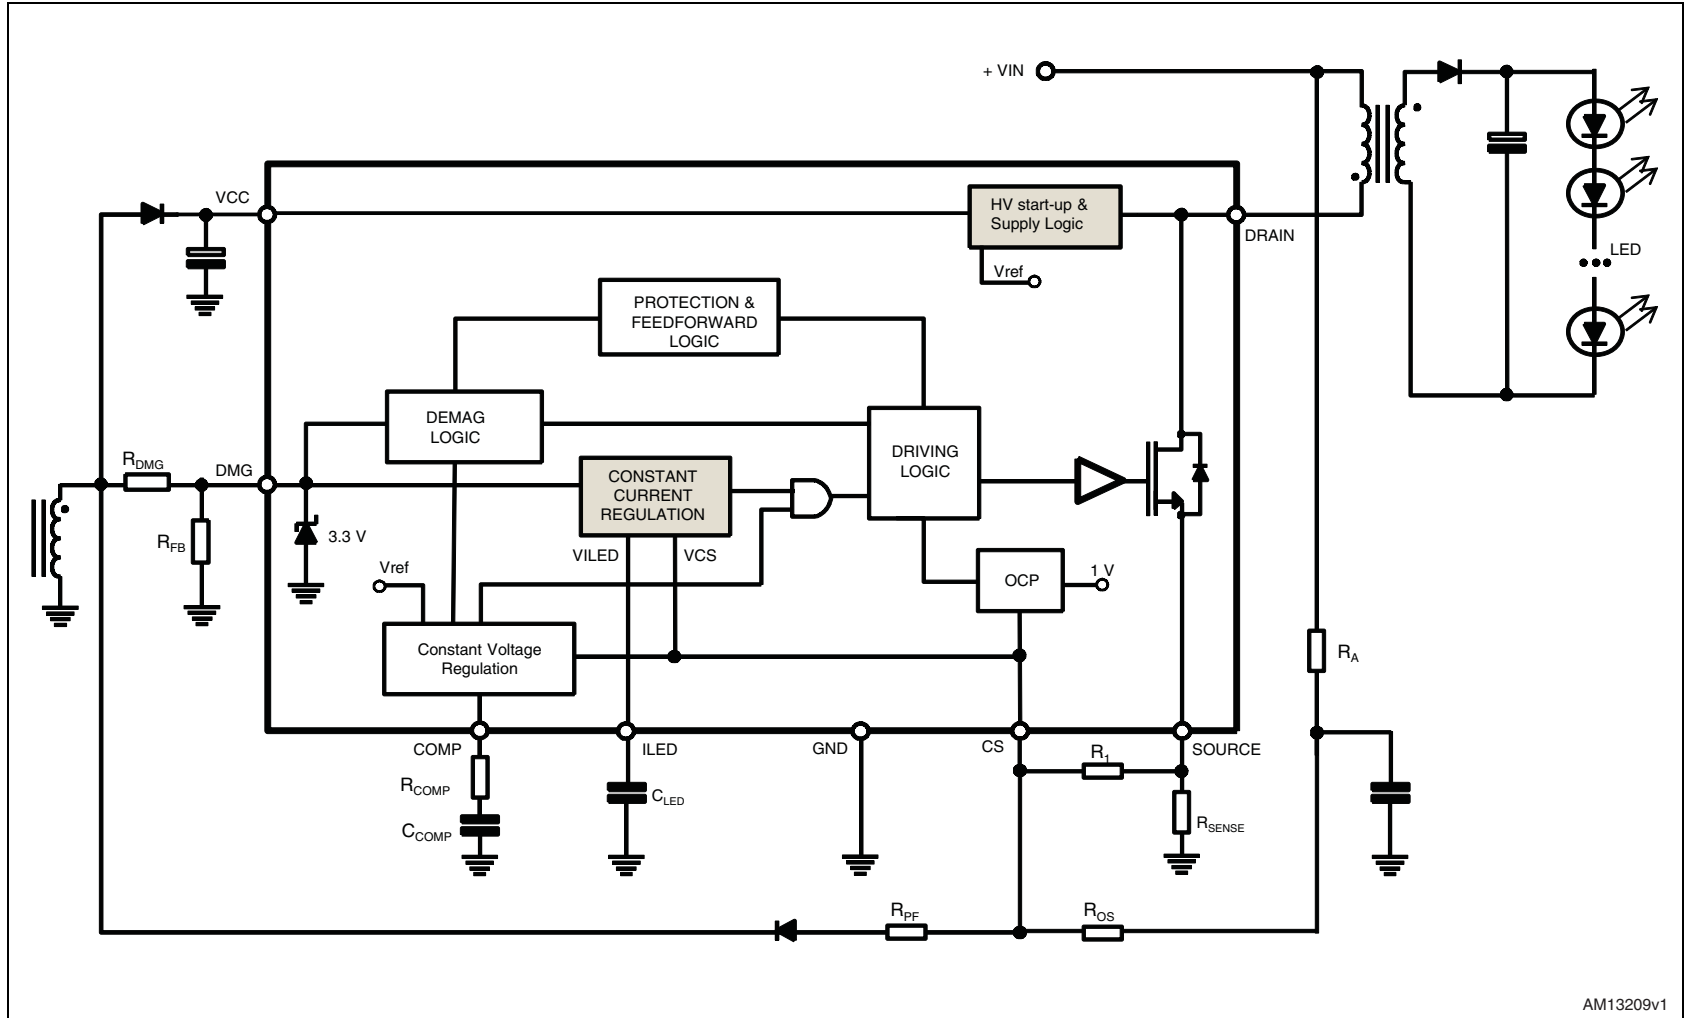 + VIN
VCC
HV start-up &
Supply Logic
DRAIN
LED
Vref
PROTECTION &
FEEDFORWARD
LOGIC
DEMAG
LOGIC
DRIVING
LOGIC
RDMG
DMG
CONSTANT
CURRENT
REGULATION
RFB
3.3 V
VILED
VCS
Vref
OCP
1 V
Constant Voltage
Regulation
RA
COMP
ILED
GND
CS
R1
SOURCE
RCOMP
CLED
CCOMP
RSENSE
RPF
ROS
AM13209v1